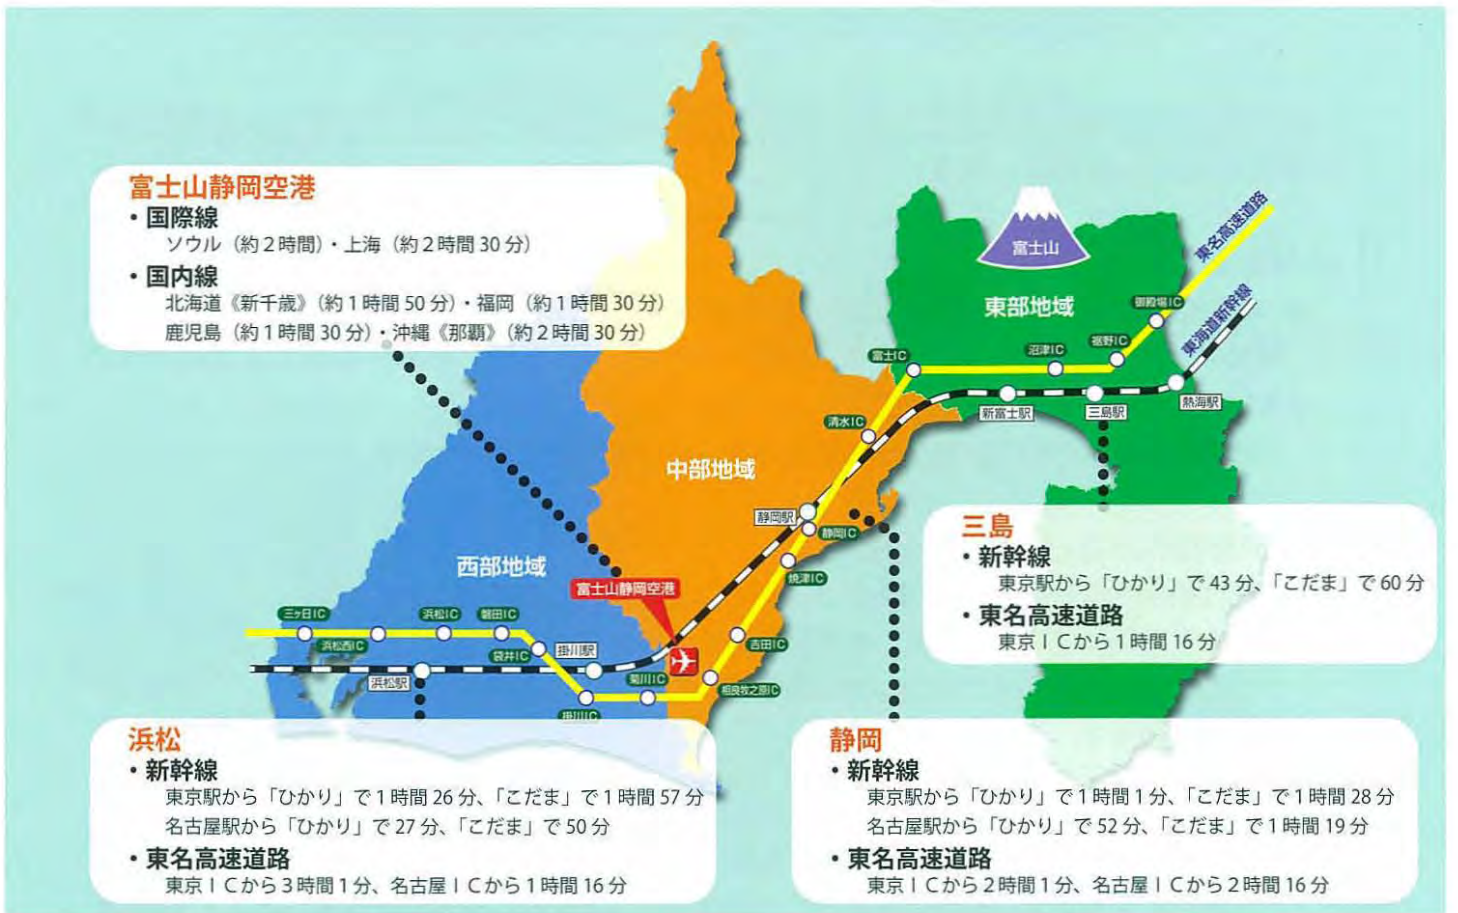 富士山静岡空港
・国際線
ソウル（約２時間）・上海（約２時間 30 分）
・国内線
北海道《新千歳》（約１時間 50 分）・福岡（約１時間 30 分）
鹿児島（約１時間 30 分）・沖縄《那覇》（約２時間 30 分）
富士山
東部地域
東名高速道路
東海道新幹線
御殿場IC
裾野IC
沼津IC
富士IC
新富士駅
三島駅
熱海駅
清水IC
中部地域
静岡駅
静岡IC
焼津IC
西部地域
富士山静岡空港
三ヶ日IC
浜松西IC
浜松IC
磐田IC
袋井IC
掛川駅
吉田IC
浜松駅
菊川IC
相良牧之原IC
掛川IC
三島
・新幹線
東京駅から「ひかり」で 43 分、「こだま」で 60 分
・東名高速道路
東京ＩＣから１時間 16 分
浜松
・新幹線
東京駅から「ひかり」で１時間 26 分、「こだま」で１時間 57 分
名古屋駅から「ひかり」で 27 分、「こだま」で 50 分
・東名高速道路
東京ＩＣから３時間１分、名古屋ＩＣから１時間 16 分
静岡
・新幹線
東京駅から「ひかり」で１時間１分、「こだま」で１時間 28 分
名古屋駅から「ひかり」で 52 分、「こだま」で１時間 19 分
・東名高速道路
東京ＩＣから２時間１分、名古屋ＩＣから２時間 16 分